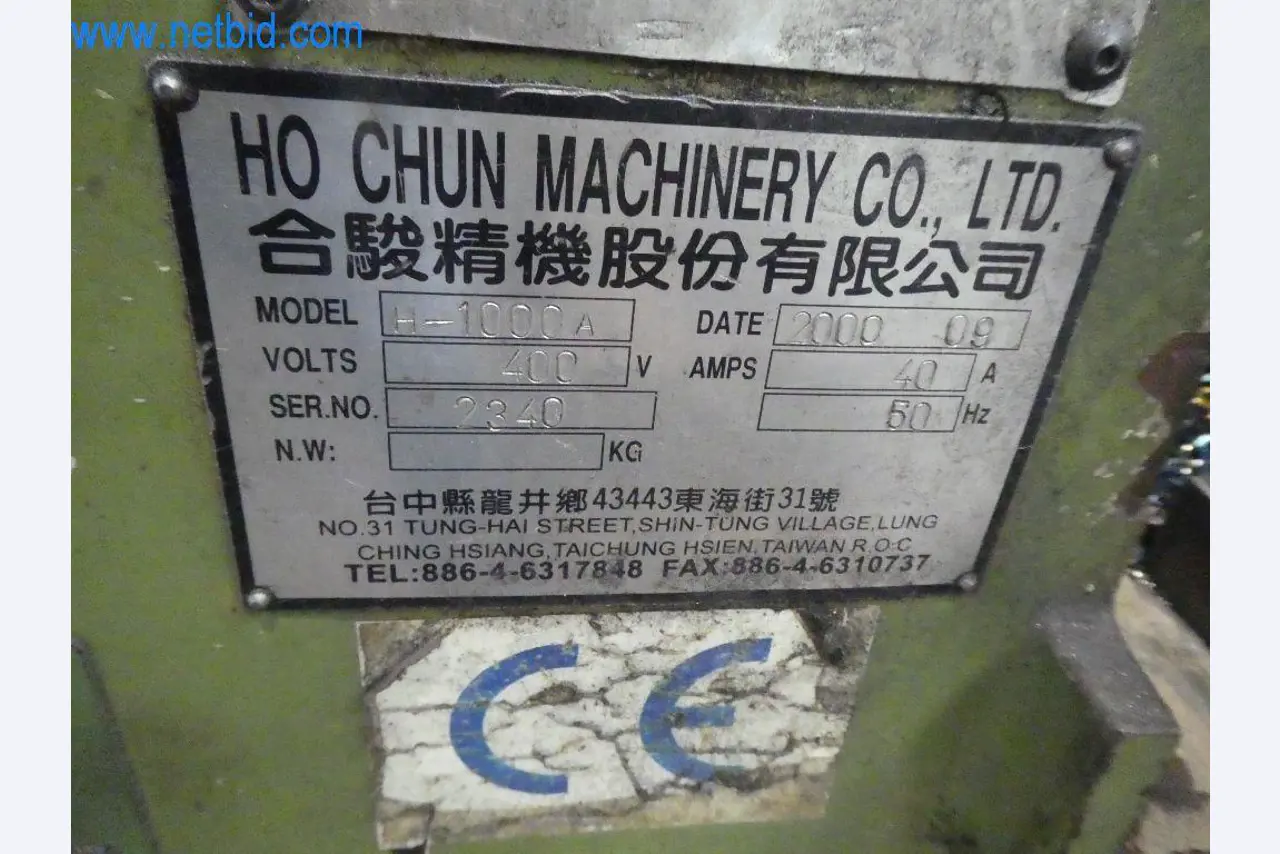 www.netbid.com
HO CHUN MACHINERY CO., LTD.
合駿精機股份有限公司
MODEL H-1000A DATE 2000 09
VOLTS 400 V AMPS 40 A
SER.NO. 2340 50 Hz
N.W: KG
台中縣龍井鄉43443東海街31號
NO.31 TUNG-HAI STREET,SHIN-TUNG VILLAGE,LUNG
CHING HSIANG,TAICHUNG HSIEN,TAIWAN R.O.C
TEL:886-4-6317848 FAX:886-4-6310737
CE